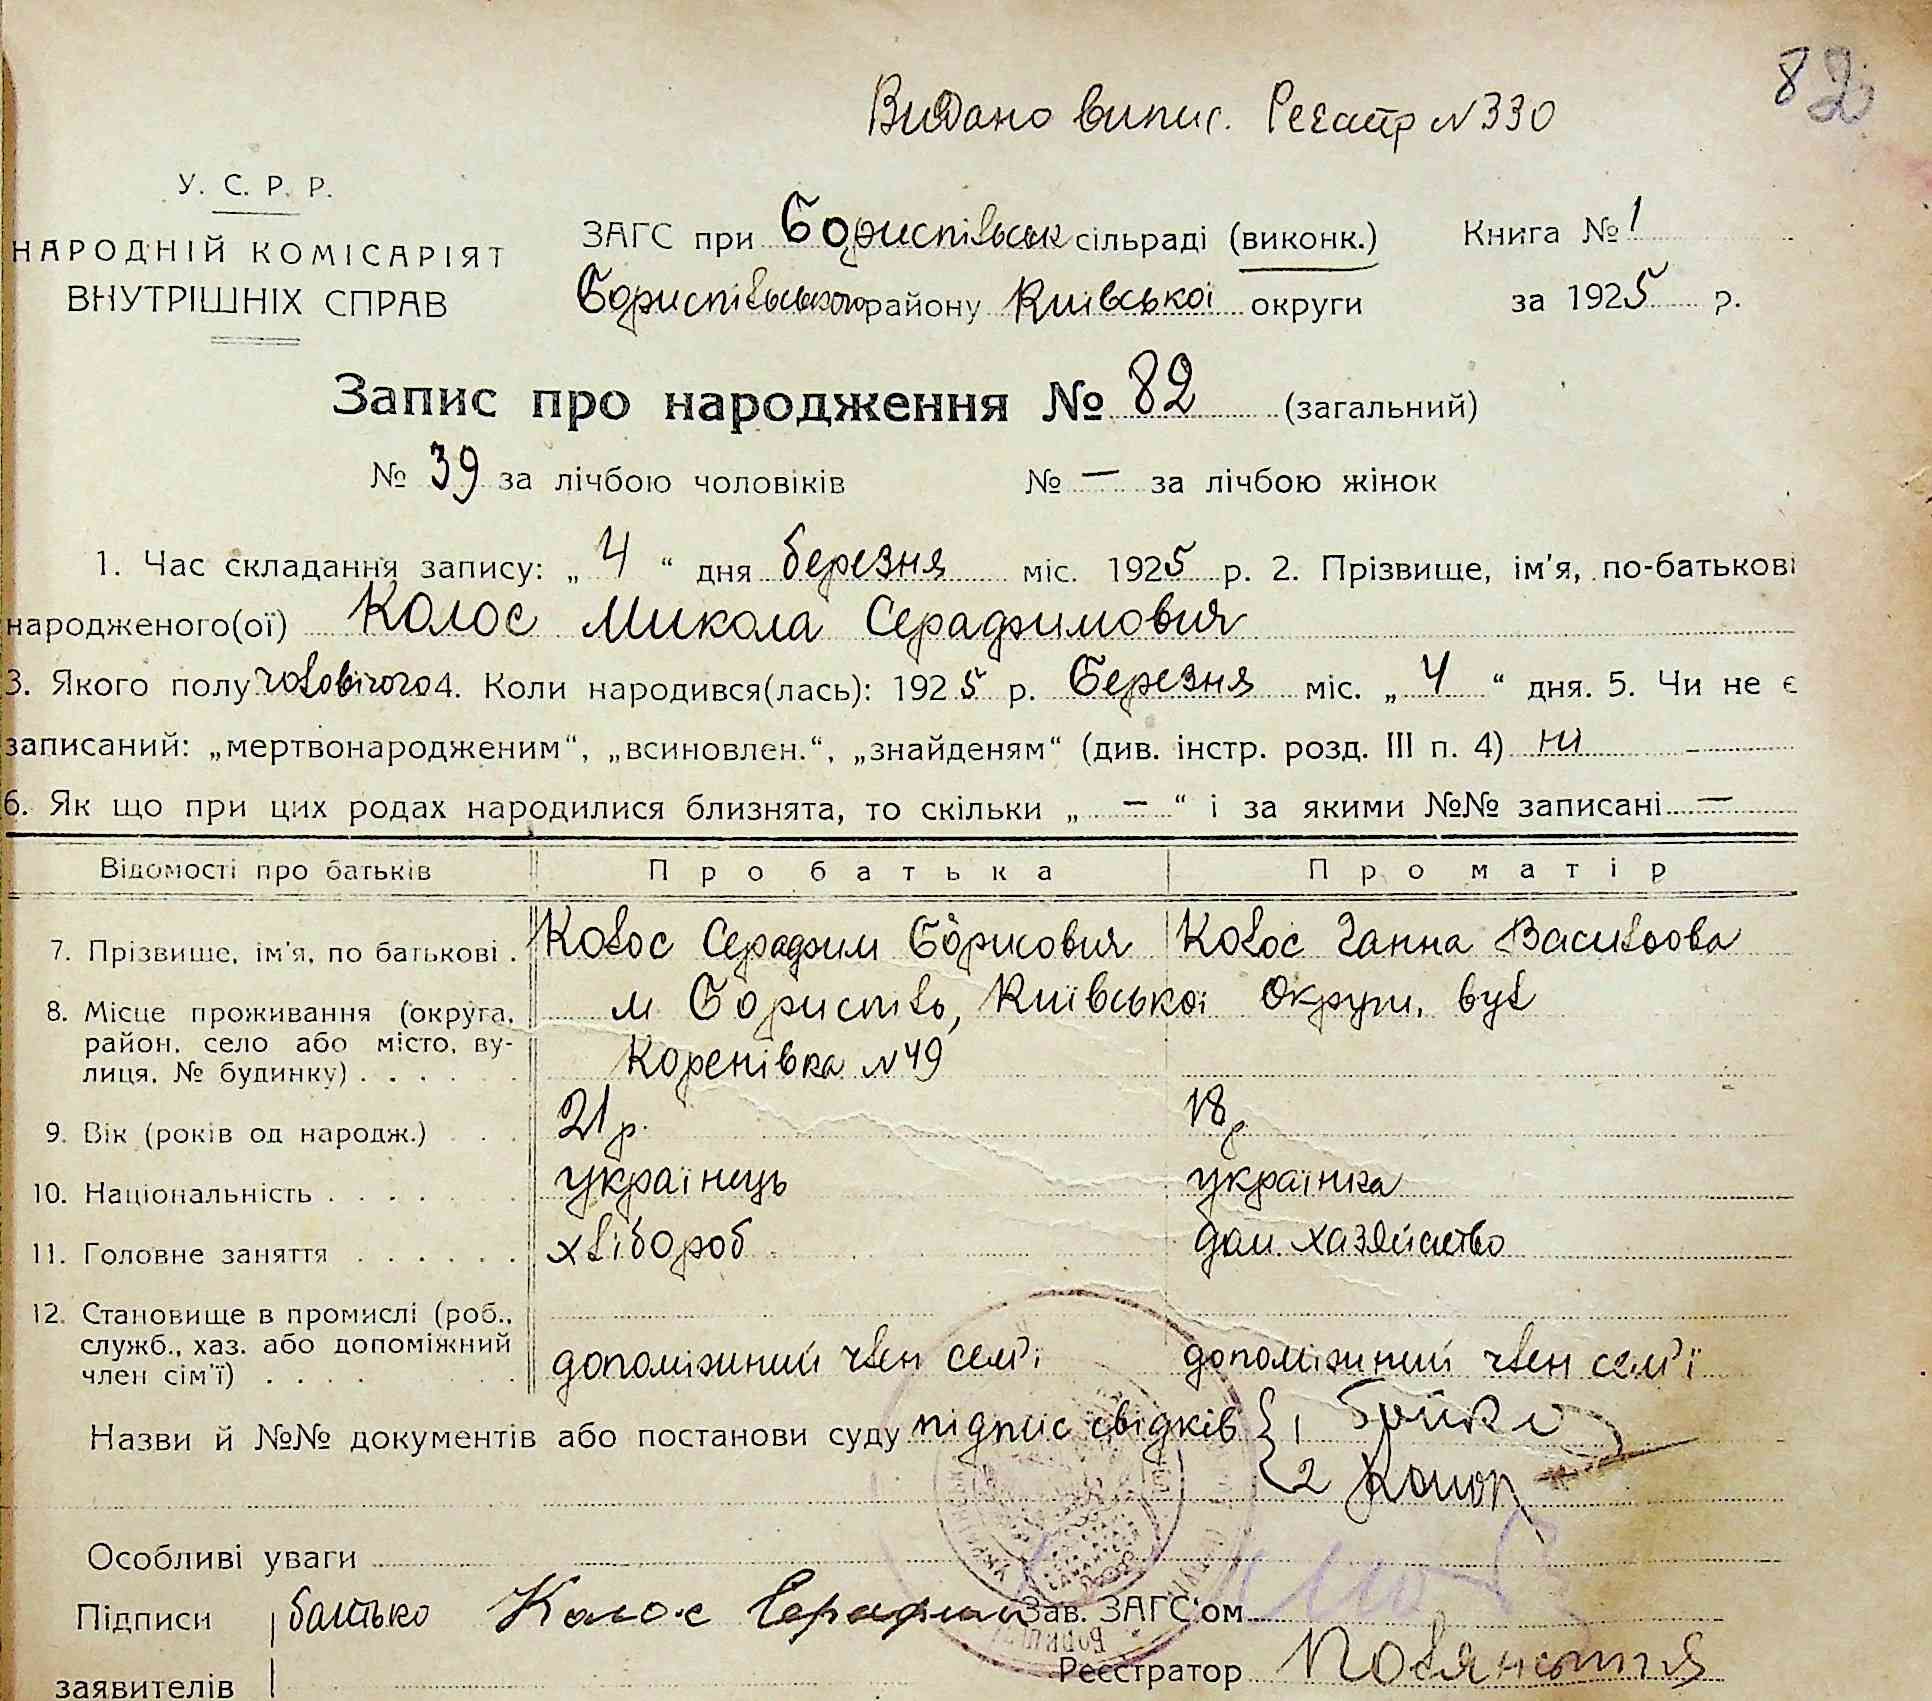 82
Видано випис. Реєстр № 330
У. С. Р. Р.
НАРОДНІЙ КОМІСАРІЯТ
ВНУТРІШНІХ СПРАВ
ЗАГС при Бориспільськ сільраді (виконк.) Книга № 1
Бориспільського району Київської округи за 1925 р.
Запис про народження № 82 (загальний)
№ 39 за лічбою чоловіків № — за лічбою жінок
1. Час складання запису: „ 4 “ дня березня міс. 1925 р. 2. Прізвище, ім'я, по-батькові
народженого(ої) Колос Микола Серафимович
3. Якого полу чоловічого 4. Коли народився(лась): 1925 р. Березня міс. „ 4 “ дня. 5. Чи не є
записаний: „мертвонародженим“, „всиновлен.“, „знайденям“ (див. інстр. розд. III п. 4) ні
6. Як що при цих родах народилися близнята, то скільки „ — “ і за якими №№ записані —
Відомості про батьків Про батька Про матір
7. Прізвище, ім'я, по батькові . Колос Серафим Борисович Колос Ганна Васильова
8. Місце проживання (округа, м Бориспіль, Київської Округи, вул
район, село або місто, ву- Коренівка № 49
лиця, № будинку) . . . . . .
9. Вік (років од народж.) . . . 21 р. 18 р
10. Національність . . . . . . . українець українка
11. Головне заняття . . . . . . хлібороб дом. хазяйство
12. Становище в промислі (роб.,
служб., хаз. або допоміжний допоміжний член сем'ї допоміжний член сем'ї
член сім'ї) . . . .
Назви й №№ документів або постанови суду підпис свідків { 1 Бойко
2
Особливі уваги
Підписи батько Колос Серафим Зав. ЗАГС'ом
заявителів Реєстратор